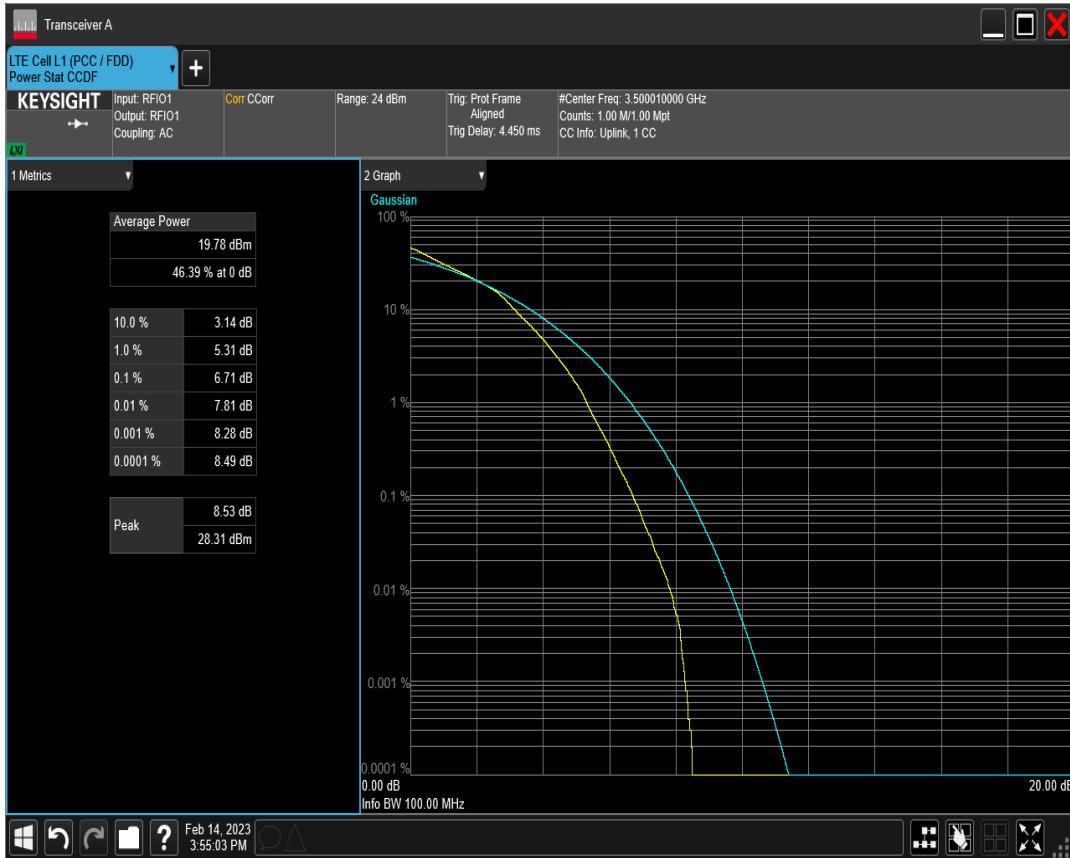 Transceiver A
LTE Cell L1 (PCC / FDD)
Power Stat CCDF
+
KEYSIGHT
LXI
Input: RFIO1
Output: RFIO1
Coupling: AC
Corr CCorr
Range: 24 dBm
Trig: Prot Frame
Aligned
Trig Delay: 4.450 ms
#Center Freq: 3.500010000 GHz
Counts: 1.00 M/1.00 Mpt
CC Info: Uplink, 1 CC
1 Metrics
Average Power
19.78 dBm
46.39 % at 0 dB
10.0 % 3.14 dB
1.0 % 5.31 dB
0.1 % 6.71 dB
0.01 % 7.81 dB
0.001 % 8.28 dB
0.0001 % 8.49 dB
Peak
8.53 dB
28.31 dBm
2 Graph
Gaussian
100 %
10 %
1 %
0.1 %
0.01 %
0.001 %
0.0001 %
0.00 dB 20.00 dB
Info BW 100.00 MHz
?
Feb 14, 2023
3:55:03 PM